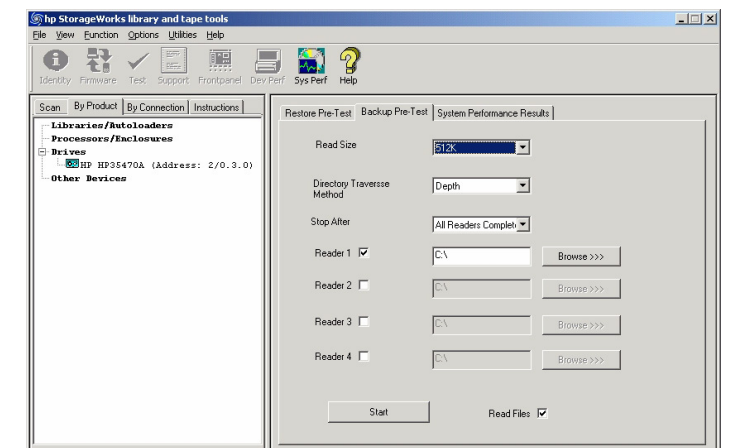 hp StorageWorks library and tape tools
File View Function Options Utilities Help
Identity Firmware Test Support Frontpanel Dev Perf Sys Perf Help
Scan By Product By Connection Instructions
Libraries/Autoloaders
Processors/Enclosures
Drives
HP HP35470A (Address: 2/0.3.0)
Other Devices
Restore Pre-Test Backup Pre-Test System Performance Results
Read Size 512K
Directory Traversse Method Depth
Stop After All Readers Complet
Reader 1 C:\ Browse >>>
Reader 2 C:\ Browse >>>
Reader 3 C:\ Browse >>>
Reader 4 C:\ Browse >>>
Start Read Files